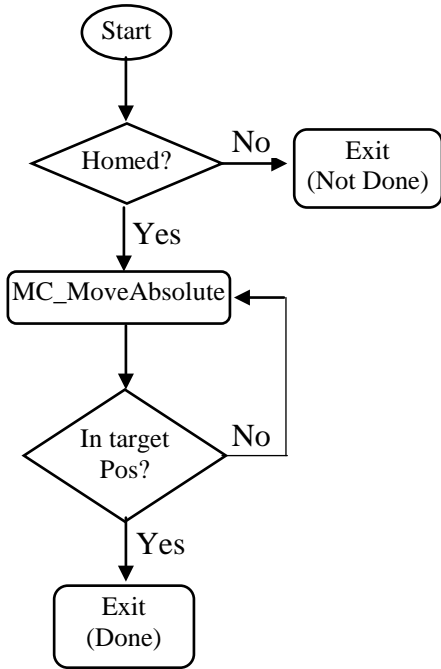 Start
Homed?
No
Exit
(Not Done)
Yes
MC_MoveAbsolute
In target
Pos?
No
Yes
Exit
(Done)